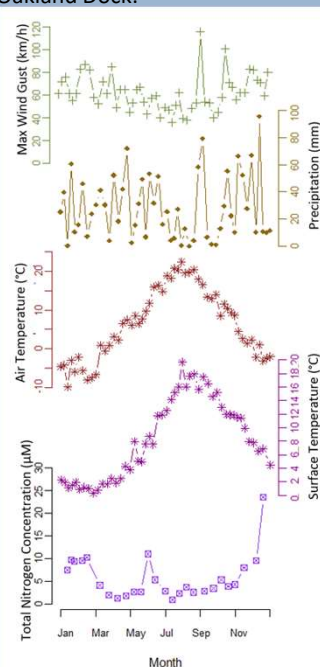 Oakland Dock.
Max Wind Gust (km/h)
0 20 40 60 80 100 120
Precipitation (mm)
0 20 40 60 80 100
Air Temperature (°C)
-10 0 10 20
Surface Temperature (°C)
0 2 4 6 8 10 12 14 16 18 20
Total Nitrogen Concentration (µM)
0 5 10 15 20 25 30
Jan Mar May Jul Sep Nov
Month